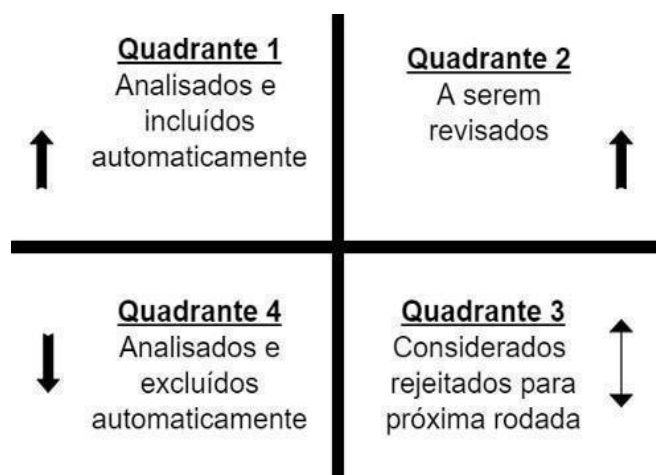 Quadrante 1
Analisados e
incluídos
automaticamente
Quadrante 2
A serem
revisados
Quadrante 4
Analisados e
excluídos
automaticamente
Quadrante 3
Considerados
rejeitados para
próxima rodada